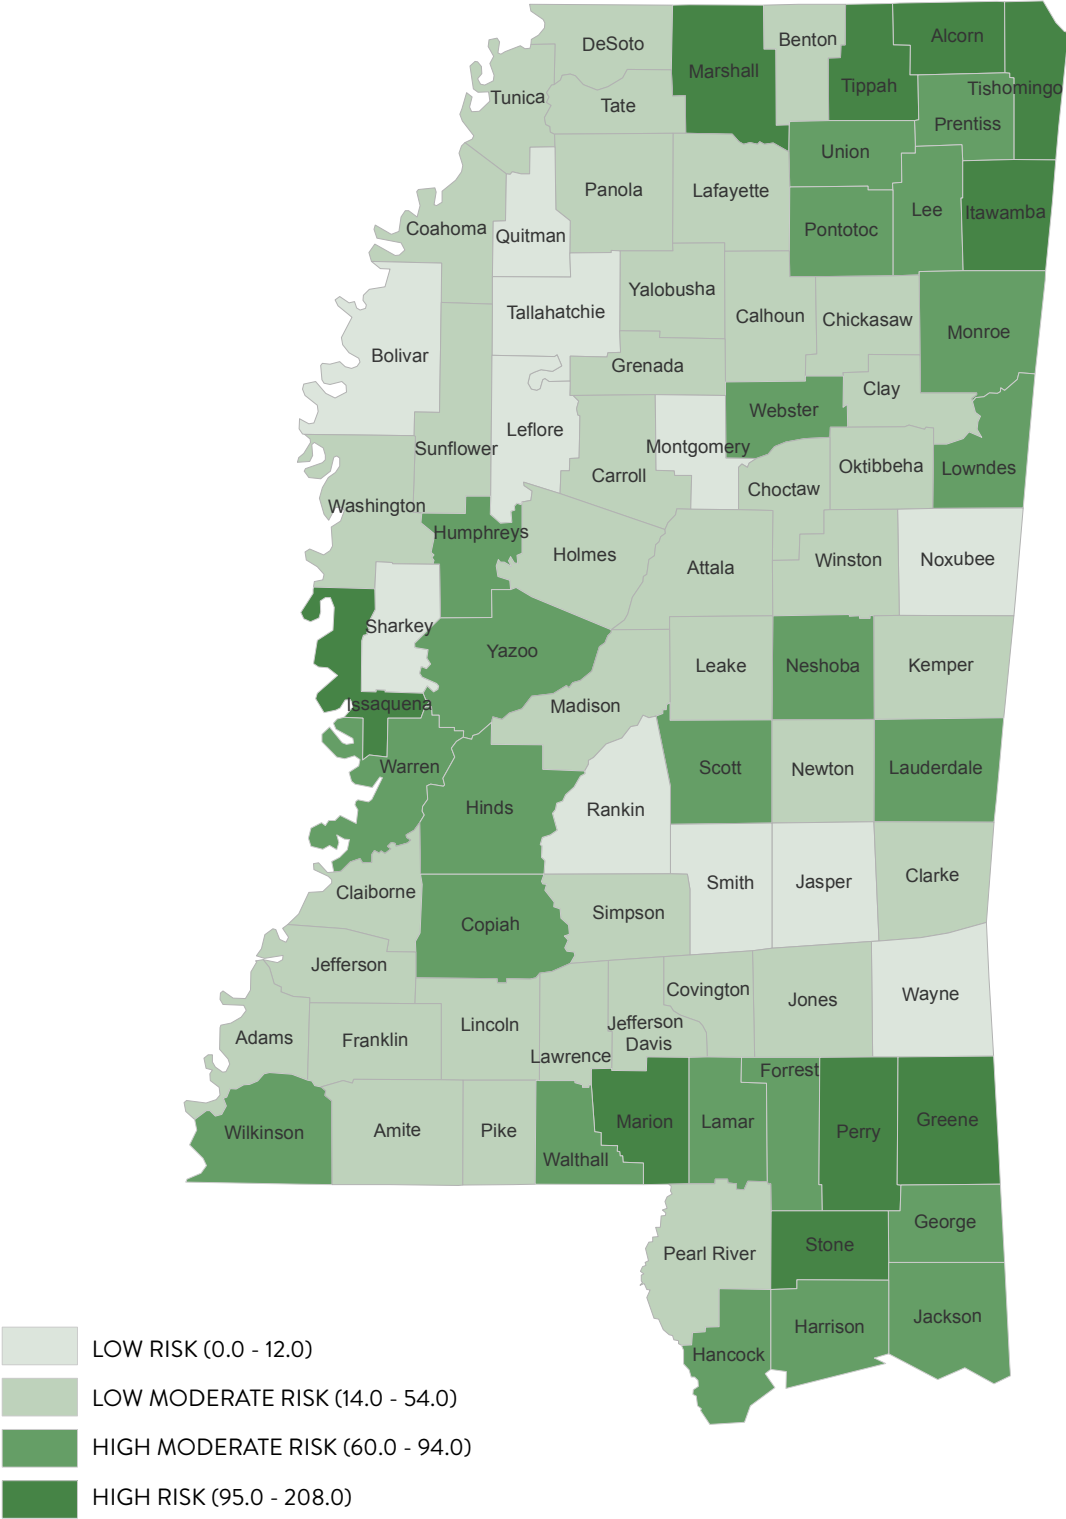 DeSoto
Benton
Alcorn
Marshall
Tippah
Tishomingo
Tunica
Tate
Prentiss
Union
Panola
Lafayette
Lee
Itawamba
Coahoma
Quitman
Pontotoc
Yalobusha
Tallahatchie
Calhoun
Chickasaw
Monroe
Bolivar
Grenada
Clay
Webster
Leflore
Montgomery
Sunflower
Carroll
Oktibbeha
Lowndes
Choctaw
Washington
Humphreys
Holmes
Attala
Winston
Noxubee
Sharkey
Yazoo
Leake
Neshoba
Kemper
Issaquena
Madison
Warren
Scott
Newton
Lauderdale
Hinds
Rankin
Smith
Jasper
Clarke
Claiborne
Copiah
Simpson
Jefferson
Covington
Jones
Wayne
Adams
Franklin
Lincoln
Jefferson
Davis
Lawrence
Forrest
Wilkinson
Amite
Pike
Marion
Lamar
Perry
Greene
Walthall
George
Pearl River
Stone
Harrison
Jackson
Hancock
LOW RISK (0.0 - 12.0)
LOW MODERATE RISK (14.0 - 54.0)
HIGH MODERATE RISK (60.0 - 94.0)
HIGH RISK (95.0 - 208.0)